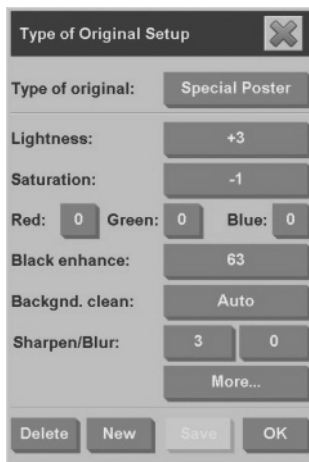 Type of Original Setup
Type of original: Special Poster
Lightness: +3
Saturation: -1
Red: 0 Green: 0 Blue: 0
Black enhance: 63
Backgnd. clean: Auto
Sharpen/Blur: 3 0
More...
Delete New Save OK